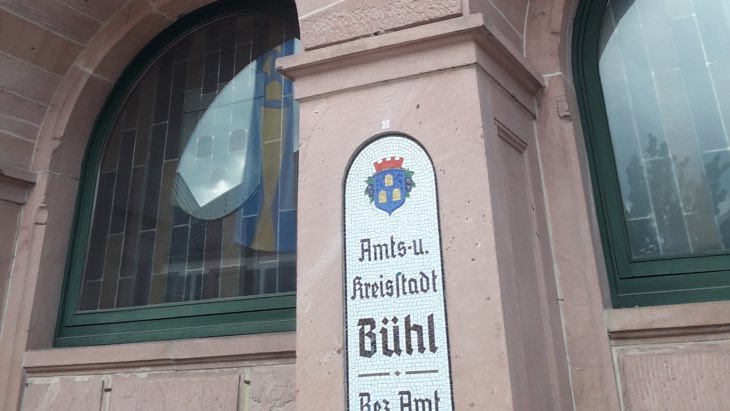 Amts-u.
Kreisstadt
Bühl
Bez. Amt